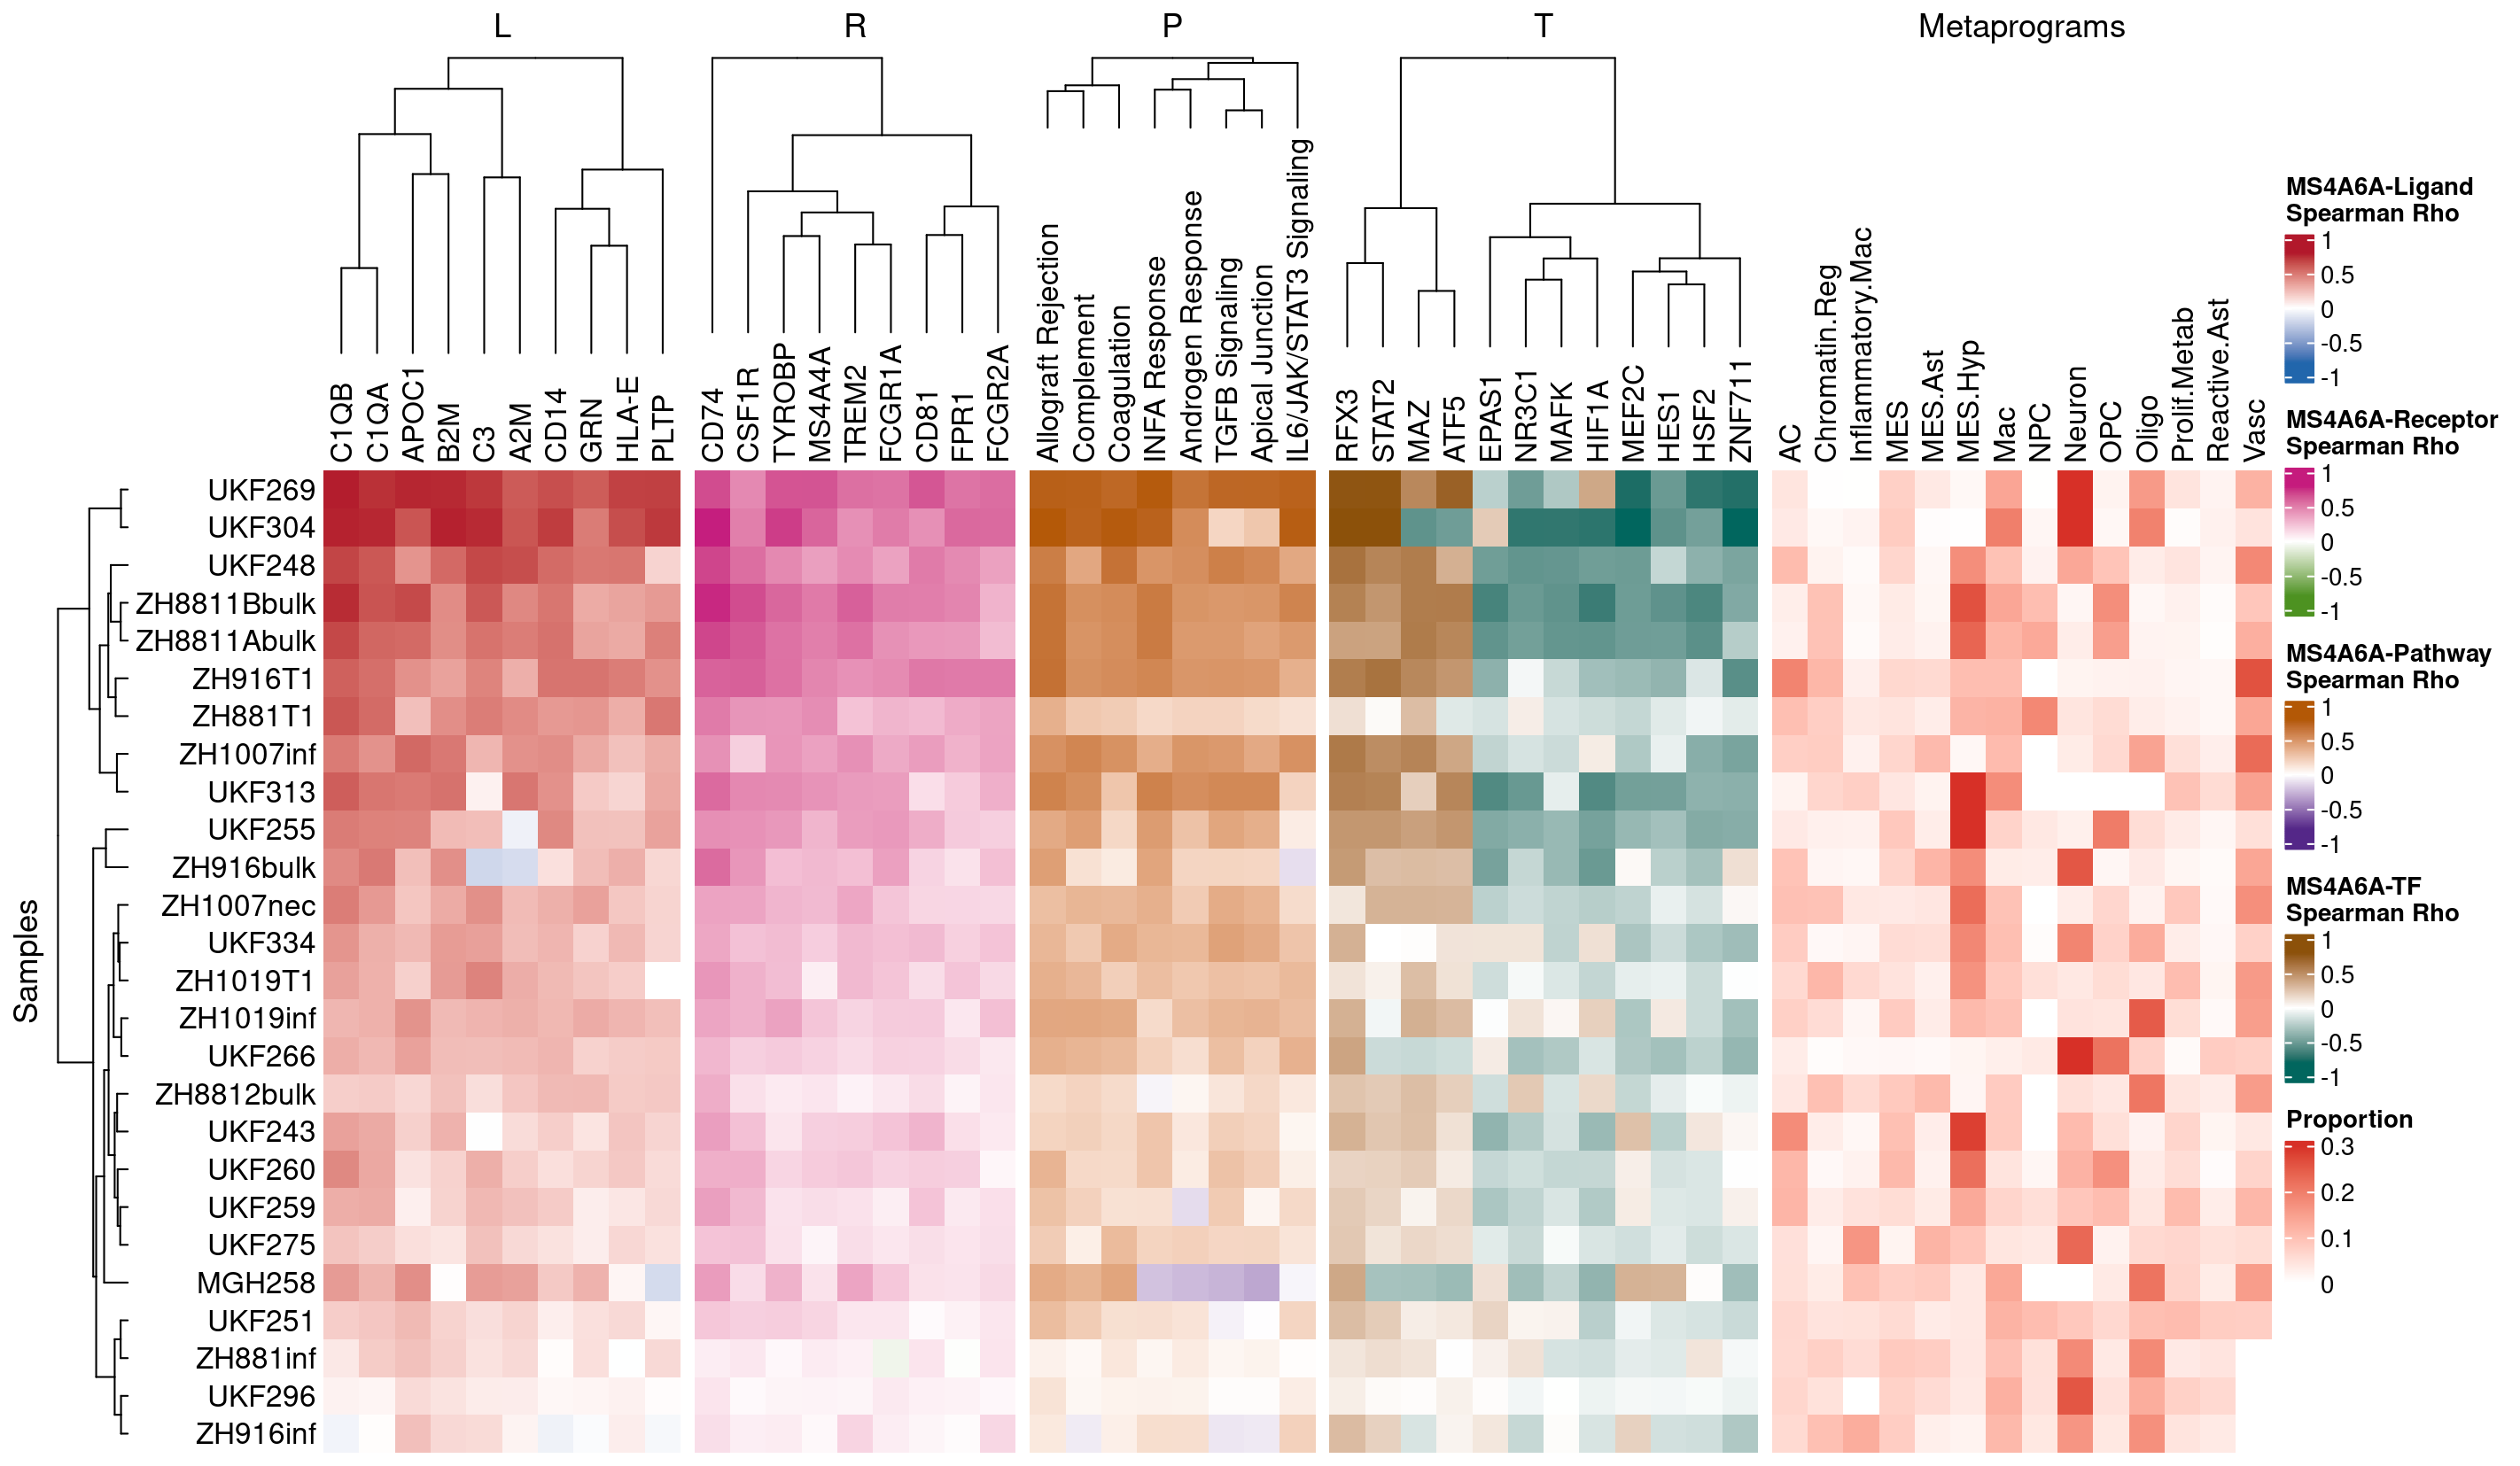 L
R
P
T
Metaprograms
C1QB
C1QA
APOC1
B2M
C3
A2M
CD14
GRN
HLA-E
PLTP
CD74
CSF1R
TYROBP
MS4A4A
TREM2
FCGR1A
CD81
FPR1
FCGR2A
Allograft Rejection
Complement
Coagulation
INFA Response
Androgen Response
TGFB Signaling
Apical Junction
IL6/JAK/STAT3 Signaling
RFX3
STAT2
MAZ
ATF5
EPAS1
NR3C1
MAFK
HIF1A
MEF2C
HES1
HSF2
ZNF711
AC
Chromatin.Reg
Inflammatory.Mac
MES
MES.Ast
MES.Hyp
Mac
NPC
Neuron
OPC
Oligo
Prolif.Metab
Reactive.Ast
Vasc
Samples
UKF269
UKF304
UKF248
ZH8811Bbulk
ZH8811Abulk
ZH916T1
ZH881T1
ZH1007inf
UKF313
UKF255
ZH916bulk
ZH1007nec
UKF334
ZH1019T1
ZH1019inf
UKF266
ZH8812bulk
UKF243
UKF260
UKF259
UKF275
MGH258
UKF251
ZH881inf
UKF296
ZH916inf
MS4A6A-Ligand
Spearman Rho
1
0.5
0
-0.5
-1
MS4A6A-Receptor
Spearman Rho
1
0.5
0
-0.5
-1
MS4A6A-Pathway
Spearman Rho
1
0.5
0
-0.5
-1
MS4A6A-TF
Spearman Rho
1
0.5
0
-0.5
-1
Proportion
0.3
0.2
0.1
0